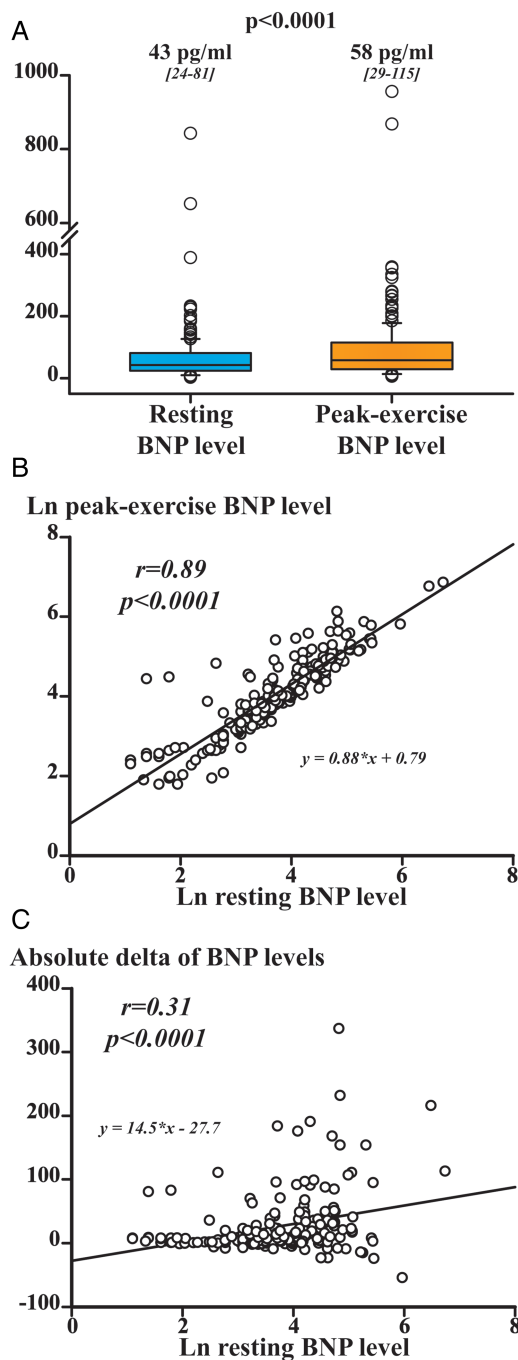 A
p<0.0001
43 pg/ml 58 pg/ml
[24-81] [29-115]
1000
800
600
400
200
0
Resting Peak-exercise
BNP level BNP level
B
Ln peak-exercise BNP level
8
r=0.89
p<0.0001
6
4
y = 0.88*x + 0.79
2
0
0 2 4 6 8
Ln resting BNP level
C
Absolute delta of BNP levels
400
r=0.31
p<0.0001
300
200
y = 14.5*x - 27.7
100
0
-100
0 2 4 6 8
Ln resting BNP level